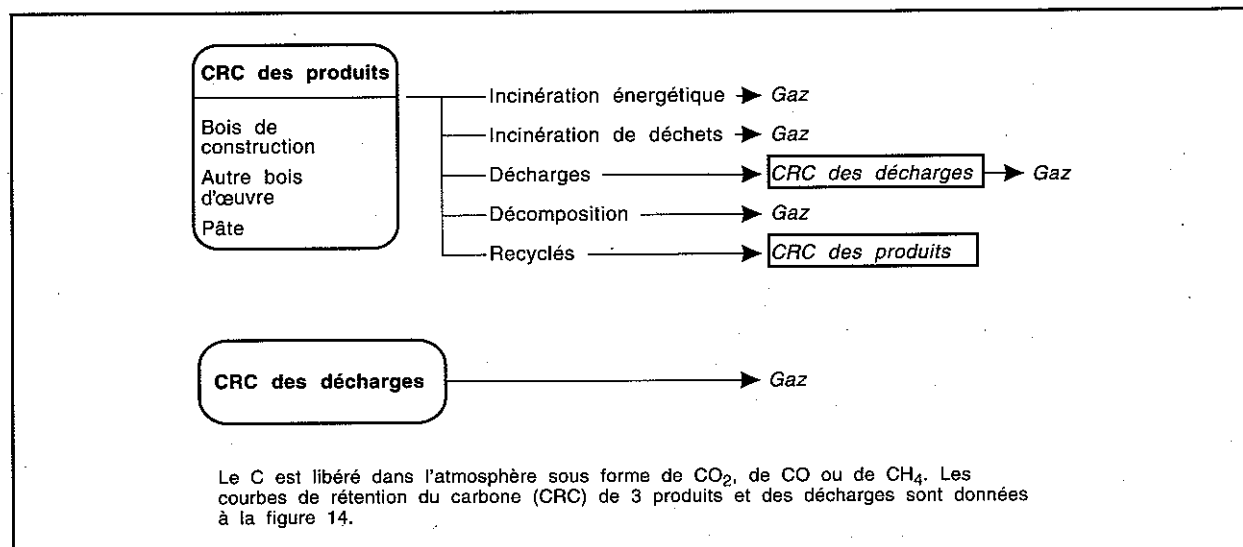 CRC des produits
Bois de
construction
Autre bois
d'œuvre
Pâte
Incinération énergétique Gaz
Incinération de déchets Gaz
Décharges CRC des décharges Gaz
Décomposition Gaz
Recyclés CRC des produits
CRC des décharges Gaz
Le C est libéré dans l'atmosphère sous forme de CO₂, de CO ou de CH₄. Les
courbes de rétention du carbone (CRC) de 3 produits et des décharges sont données
à la figure 14.